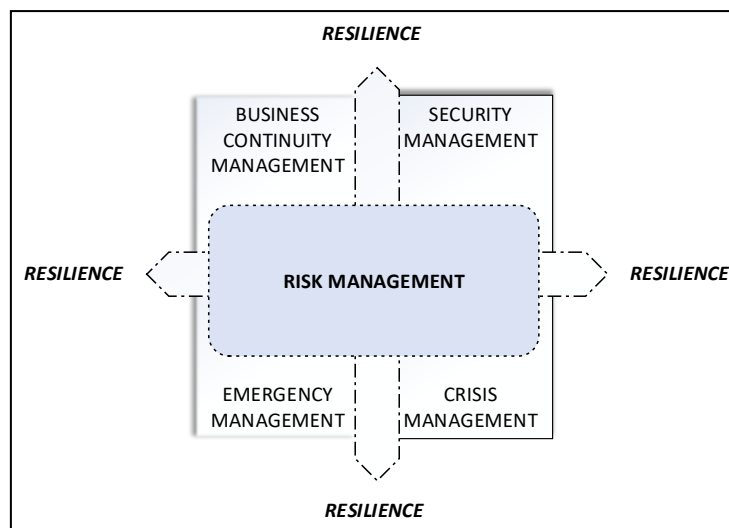 RESILIENCE
BUSINESS
CONTINUITY
MANAGEMENT
SECURITY
MANAGEMENT
RESILIENCE
RISK MANAGEMENT
RESILIENCE
EMERGENCY
MANAGEMENT
CRISIS
MANAGEMENT
RESILIENCE